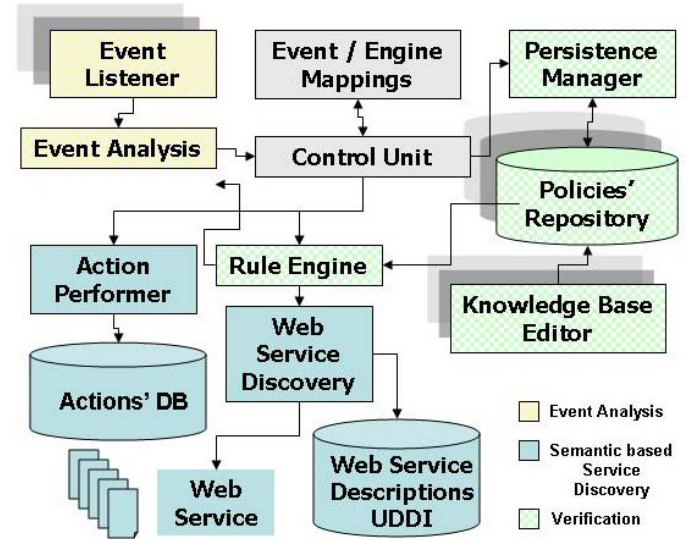 Event
Listener
Event / Engine
Mappings
Persistence
Manager
Event Analysis
Control Unit
Policies'
Repository
Action
Performer
Rule Engine
Knowledge Base
Editor
Web
Service
Discovery
Actions' DB
Web
Service
Web Service
Descriptions
UDDI
Event Analysis
Semantic based
Service
Discovery
Verification